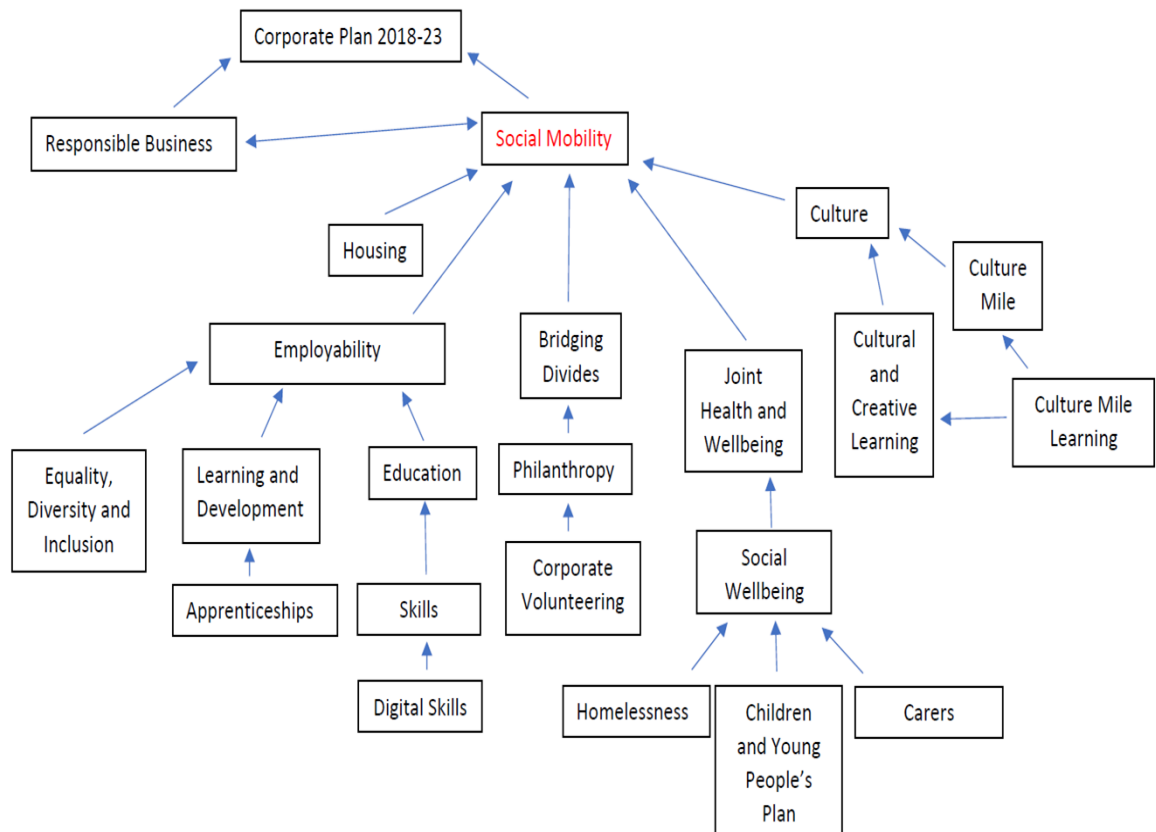 Corporate Plan 2018-23
Responsible Business
Social Mobility
Housing
Culture
Culture
Mile
Employability
Bridging
Divides
Joint
Health and
Wellbeing
Cultural
and
Creative
Learning
Culture Mile
Learning
Equality,
Diversity and
Inclusion
Learning and
Development
Education
Philanthropy
Apprenticeships
Skills
Corporate
Volunteering
Social
Wellbeing
Digital Skills
Homelessness
Children
and Young
People’s
Plan
Carers